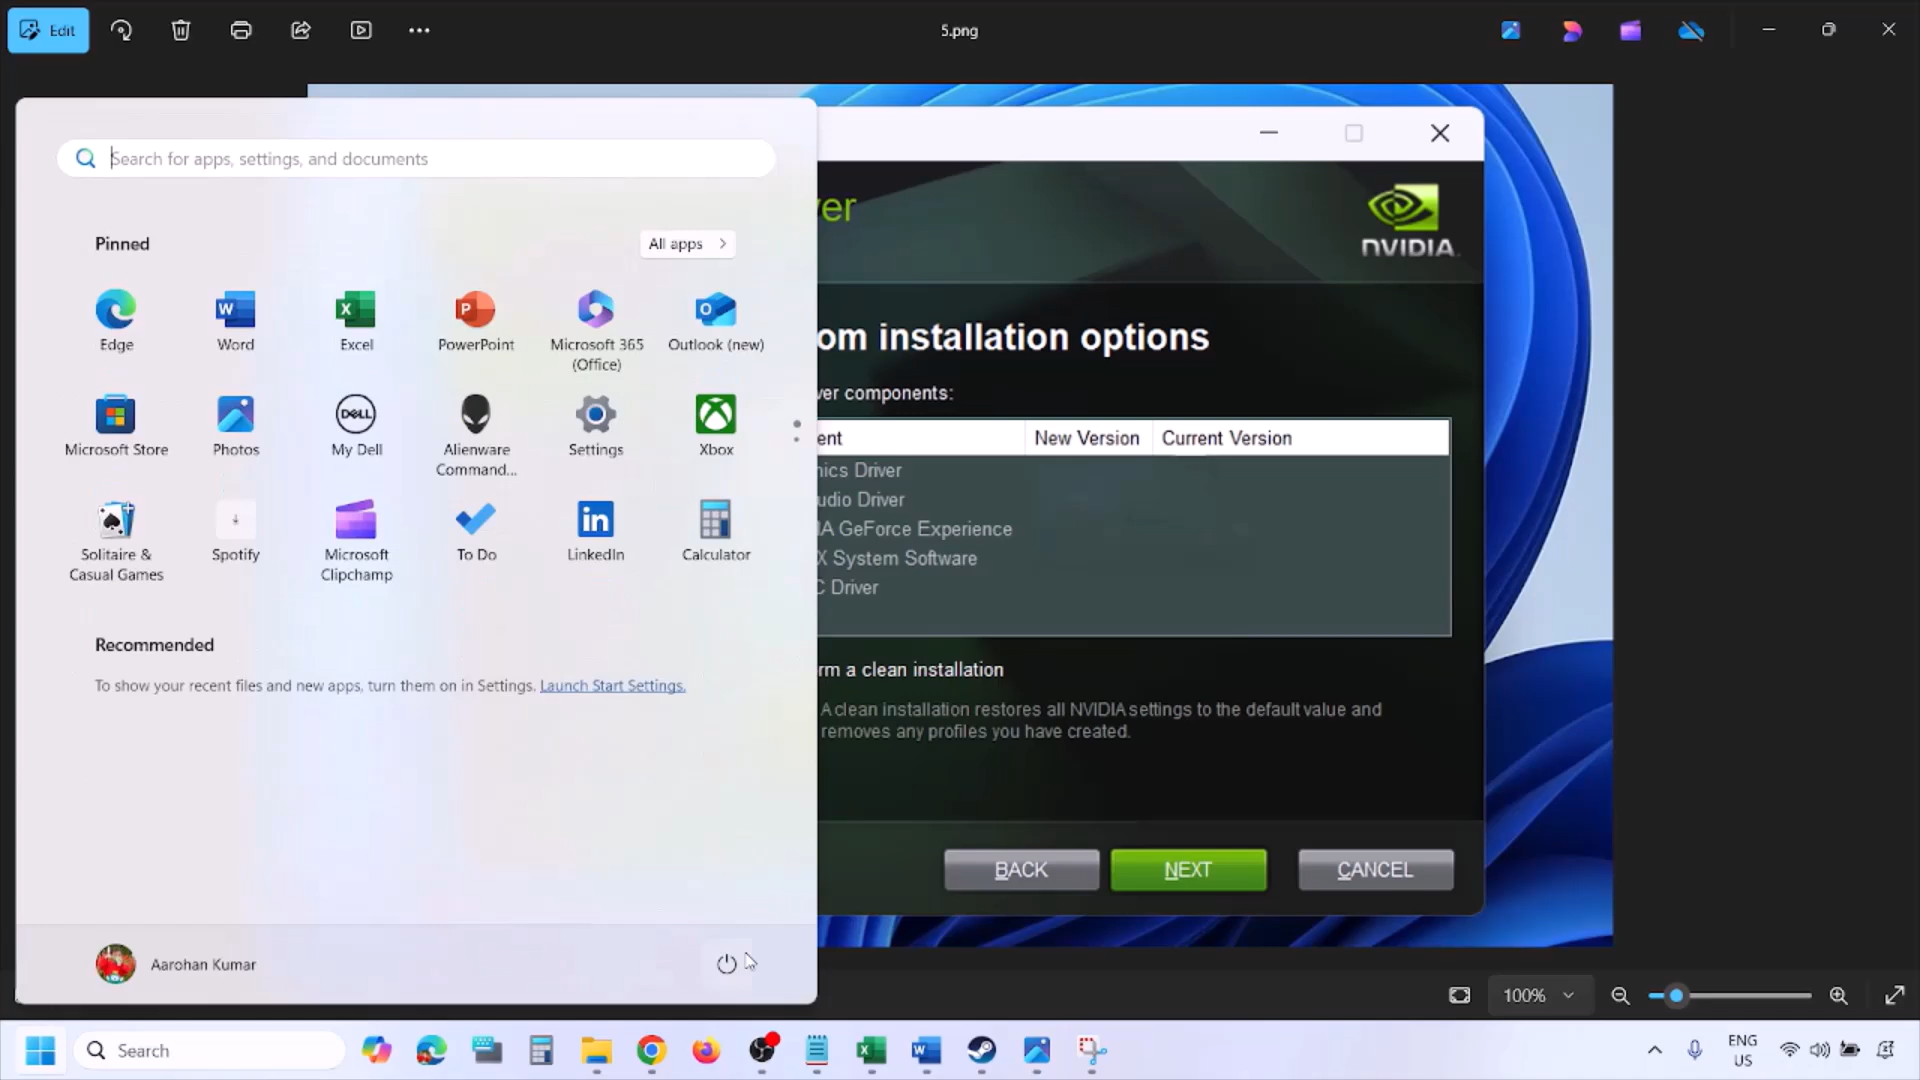 Edit
5.png
Search for apps, settings, and documents
Pinned
All apps
Edge
Word
Excel
PowerPoint
Microsoft 365
(Office)
Outlook (new)
Microsoft Store
Photos
My Dell
Alienware
Command...
Settings
Xbox
Solitaire &
Casual Games
Spotify
Microsoft
Clipchamp
To Do
LinkedIn
Calculator
Recommended
To show your recent files and new apps, turn them on in Settings. Launch Start Settings.
Aarohan Kumar
ver
NVIDIA.
om installation options
ver components:
ent New Version Current Version
hics Driver
udio Driver
IA GeForce Experience
X System Software
C Driver
rm a clean installation
A clean installation restores all NVIDIA settings to the default value and
removes any profiles you have created.
BACK
NEXT
CANCEL
100%
Search
ENG
US